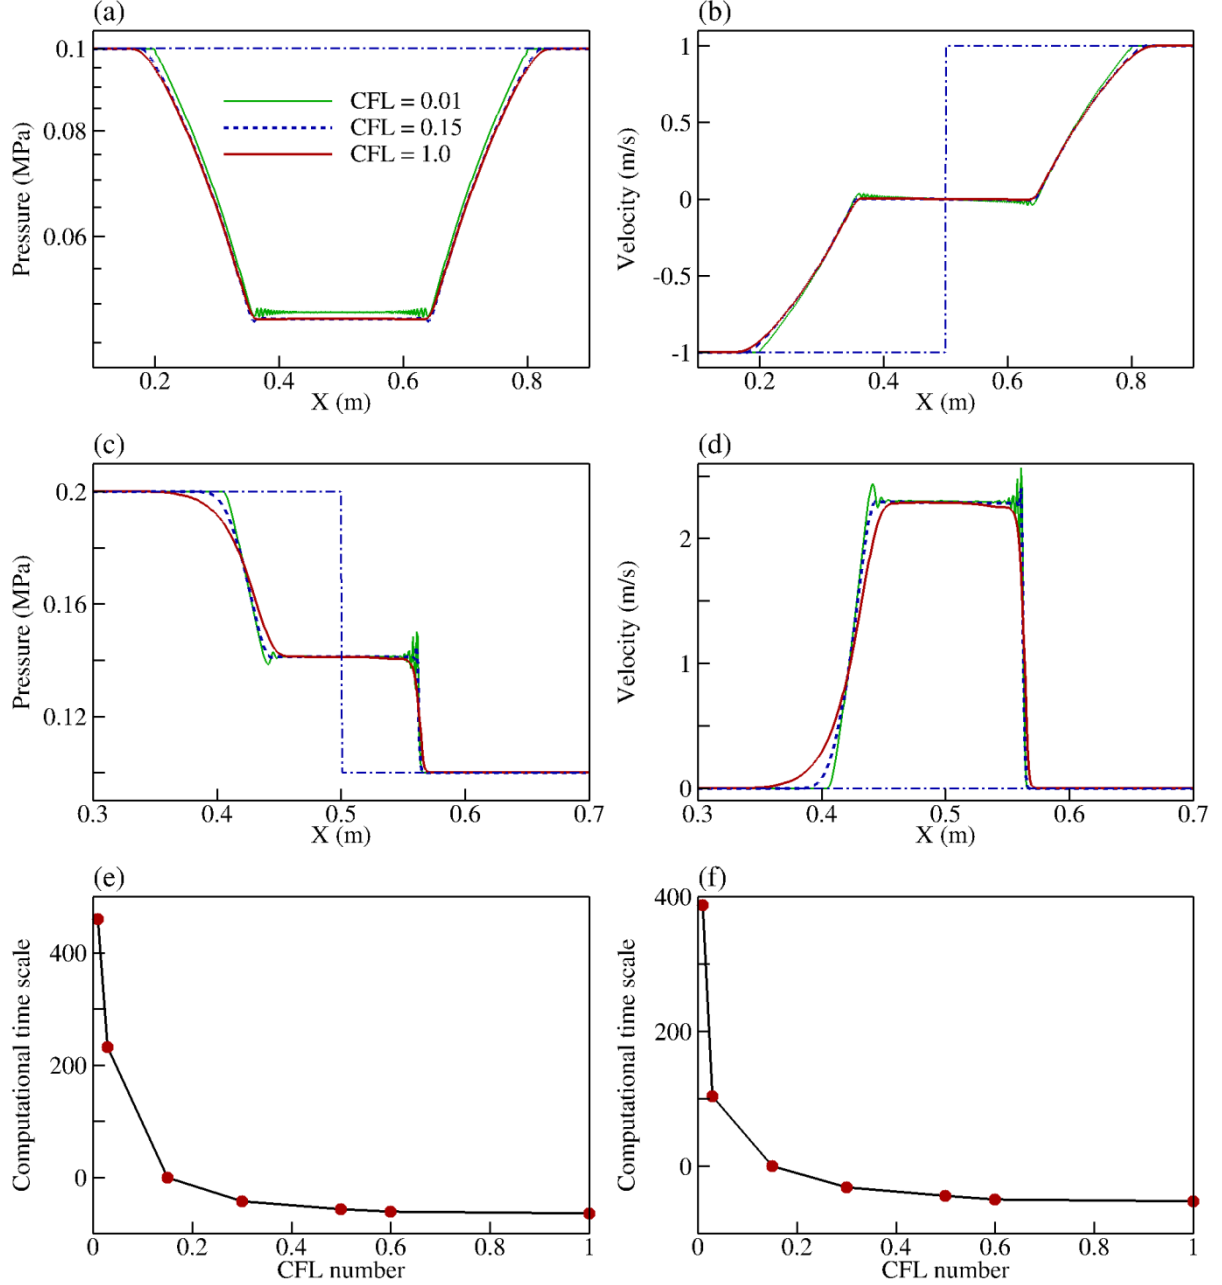 (a)
0.1
0.08
0.06
Pressure (MPa)
CFL = 0.01
CFL = 0.15
CFL = 1.0
0.2
0.4
0.6
0.8
X (m)
(b)
1
0.5
0
-0.5
-1
Velocity (m/s)
0.2
0.4
0.6
0.8
X (m)
(c)
0.2
0.16
0.12
Pressure (MPa)
0.3
0.4
0.5
0.6
0.7
X (m)
(d)
2
1
0
Velocity (m/s)
0.3
0.4
0.5
0.6
0.7
X (m)
(e)
400
200
0
Computational time scale
0
0.2
0.4
0.6
0.8
1
CFL number
(f)
400
200
0
Computational time scale
0
0.2
0.4
0.6
0.8
1
CFL number